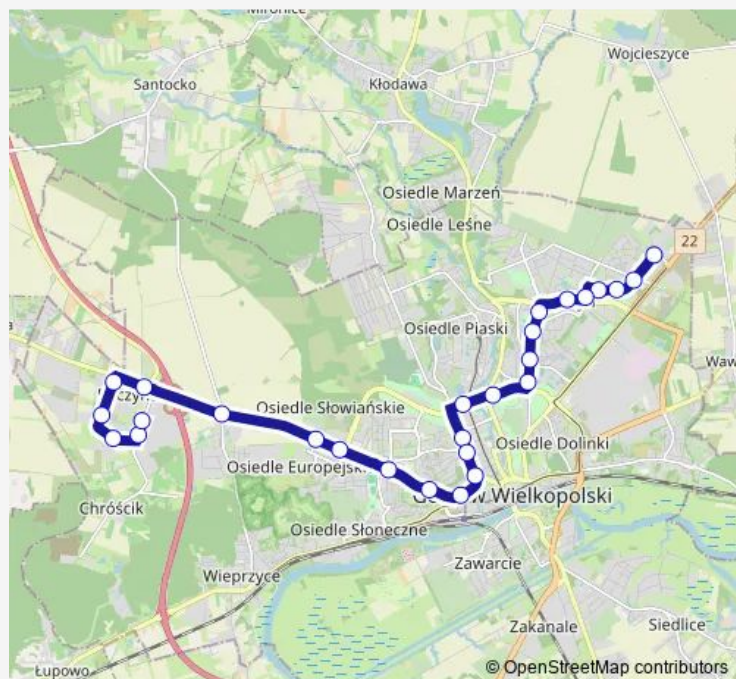 Wojcieszyce
Santocko
Kłodawa
Osiedle Marzeń
Osiedle Leśne
22
Osiedle Piaski
Osiedle Słowiańskie
Osiedle Dolinki
Osiedle Europejski
Wielkopolski
Chróścik
Osiedle Słoneczne
Zawarcie
Wieprzyce
Zakanale
Siedlice
Łupowo
© OpenStreetMap contributors